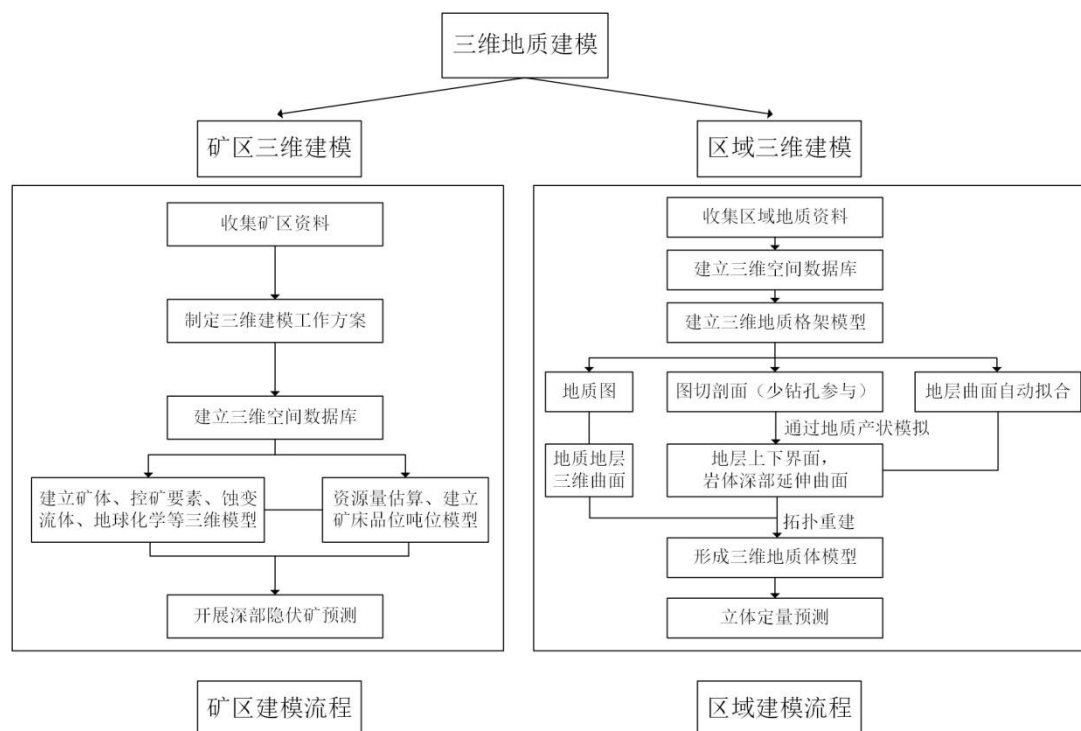 三维地质建模
矿区三维建模
区域三维建模
收集矿区资料
制定三维建模工作方案
建立三维空间数据库
建立矿体、控矿要素、蚀变
流体、地球化学等三维模型
资源量估算、建立
矿床品位吨位模型
开展深部隐伏矿预测
收集区域地质资料
建立三维空间数据库
建立三维地质格架模型
地质图
图切剖面（少钻孔参与）
地层曲面自动拟合
通过地质产状模拟
地质地层
三维曲面
地层上下界面，
岩体深部延伸曲面
拓扑重建
形成三维地质体模型
立体定量预测
矿区建模流程
区域建模流程